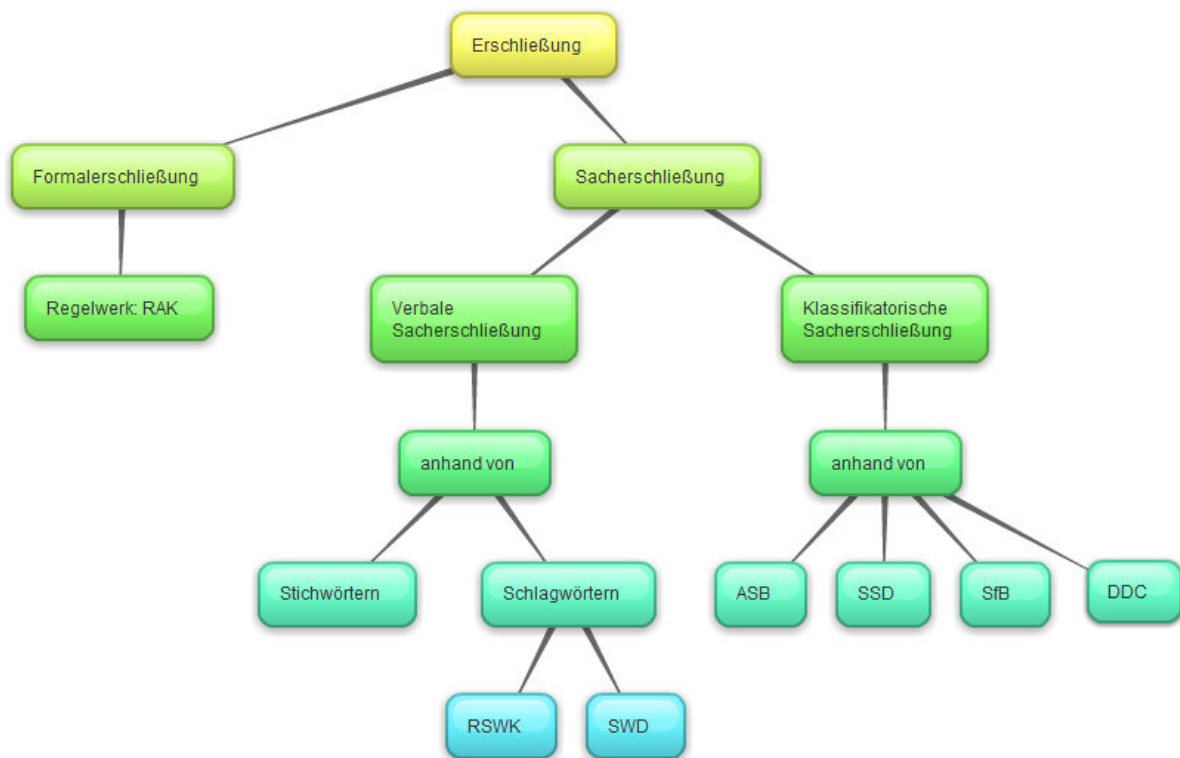 Erschließung
Formalerschließung
Sacherschließung
Regelwerk: RAK
Verbale
Sacherschließung
Klassifikatorische
Sacherschließung
anhand von
anhand von
Stichwörtern
Schlagwörtern
ASB
SSD
SfB
DDC
RSWK
SWD